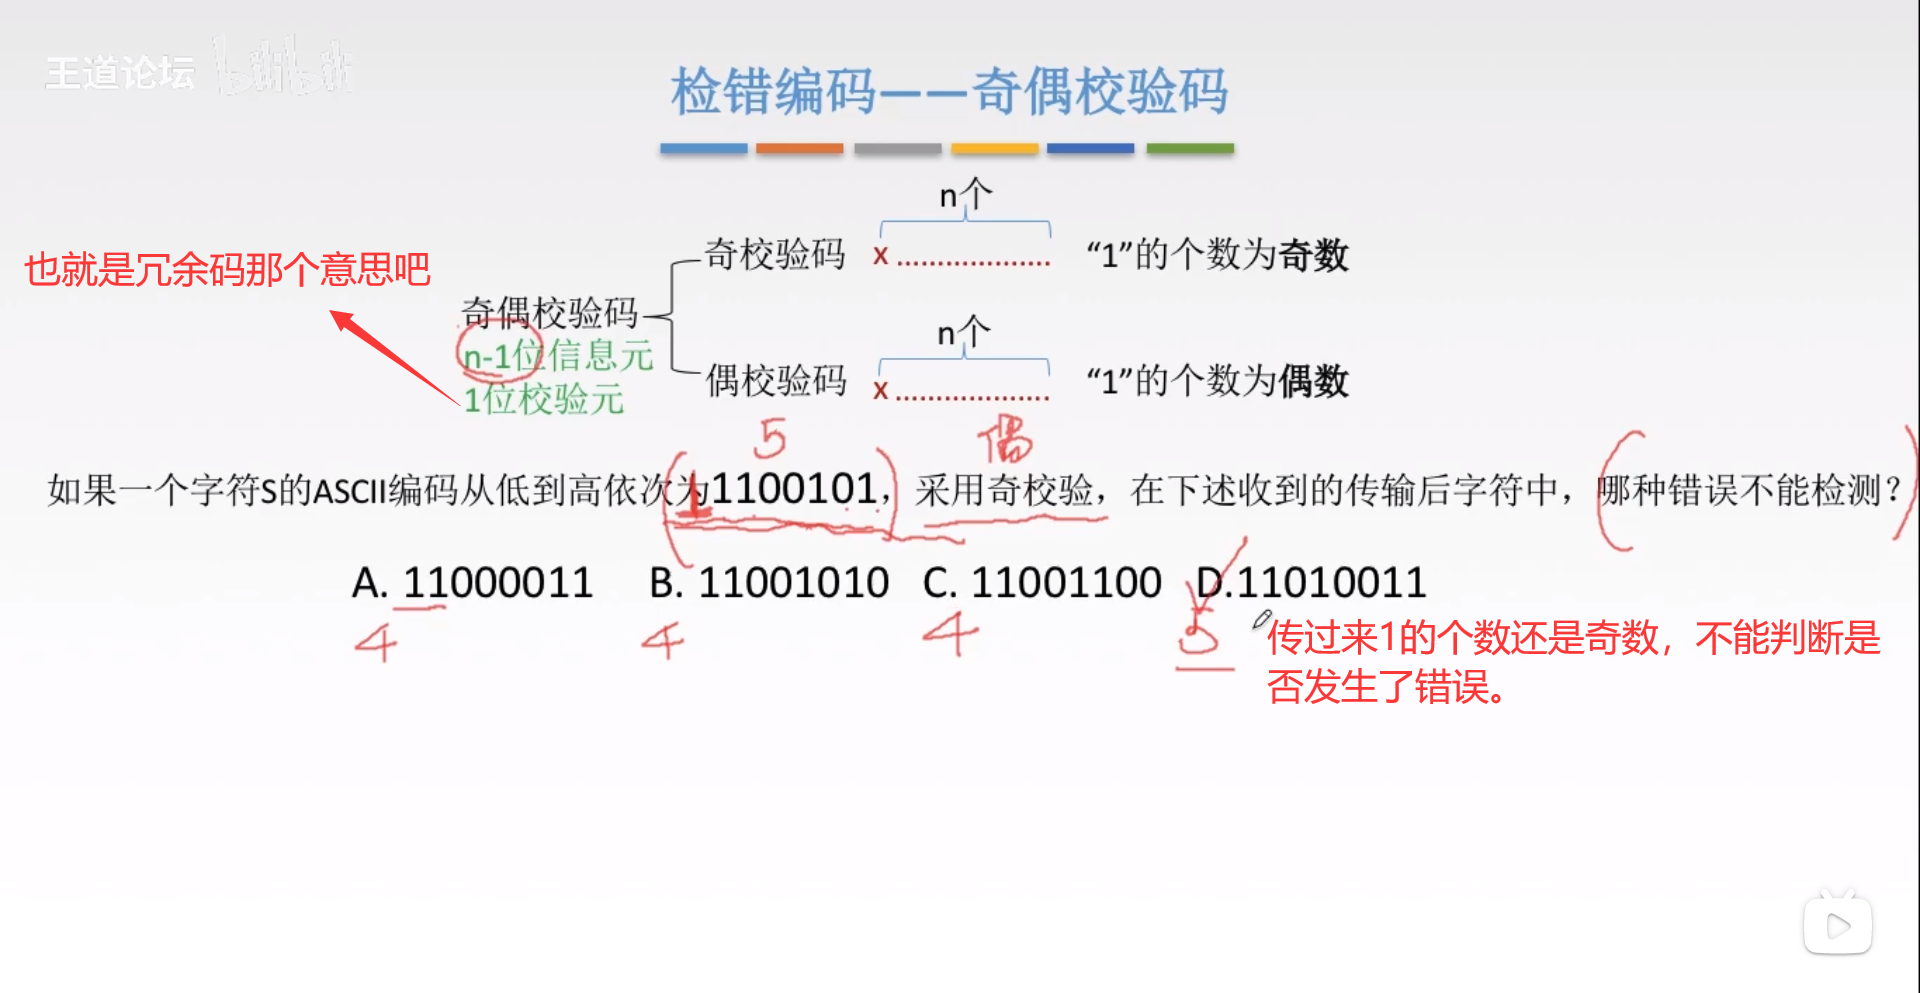 王道论坛 bilibili
检错编码——奇偶校验码
n个
奇校验码 x................... “1”的个数为奇数
也就是冗余码那个意思吧
奇偶校验码
n个
n-1位信息元
偶校验码 x................... “1”的个数为偶数
1位校验元
5 偶
如果一个字符S的ASCII编码从低到高依次为11100101，采用奇校验，在下述收到的传输后字符中，哪种错误不能检测？
A. 11000011 B. 11001010 C. 11001100 D.11010011
4 4 4 5
传过来1的个数还是奇数，不能判断是
否发生了错误。